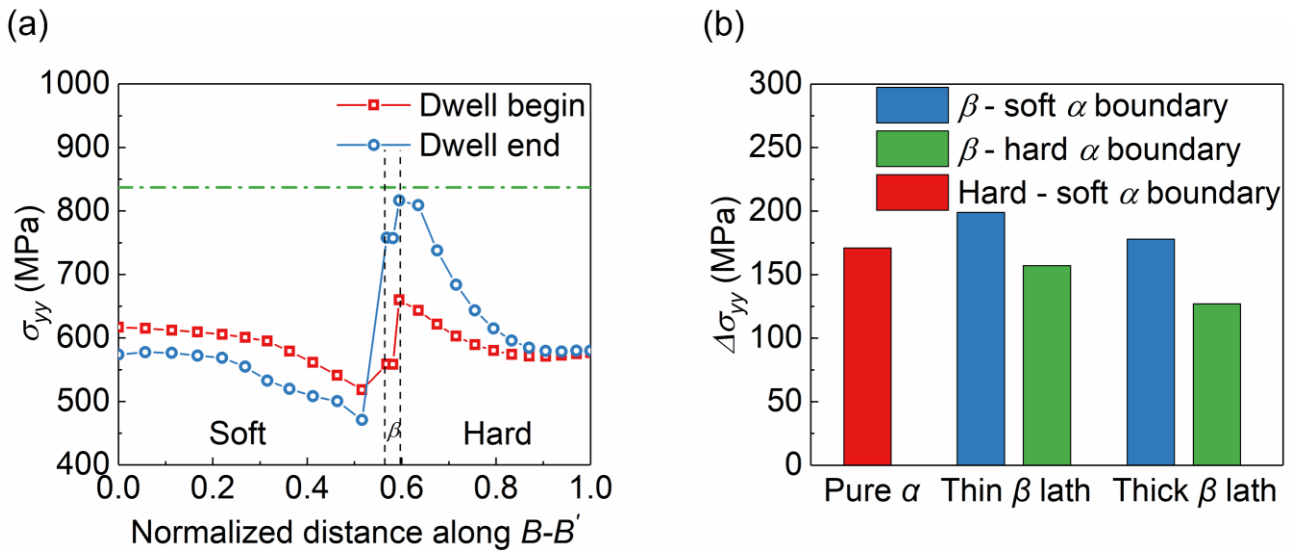 (a)
1000
900
800
700
600
500
400
σyy (MPa)
Dwell begin
Dwell end
Soft
β
Hard
0.0 0.2 0.4 0.6 0.8 1.0
Normalized distance along B-B'
(b)
300
250
200
150
100
50
0
Δσyy (MPa)
β - soft α boundary
β - hard α boundary
Hard - soft α boundary
Pure α Thin β lath Thick β lath